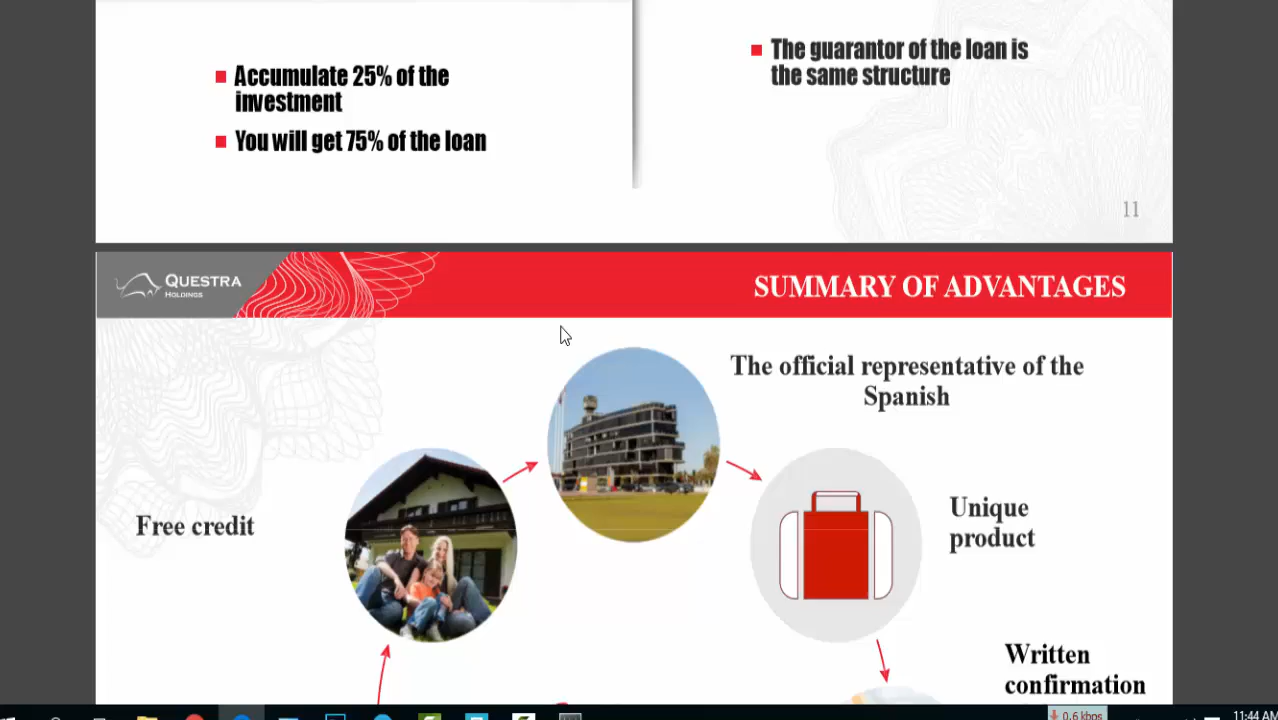 Accumulate 25% of the
investment
You will get 75% of the loan
The guarantor of the loan is
the same structure
11
QUESTRA
HOLDINGS
SUMMARY OF ADVANTAGES
The official representative of the
Spanish
Free credit
Unique
product
Written
confirmation
0.6 kbps
11:44 AM